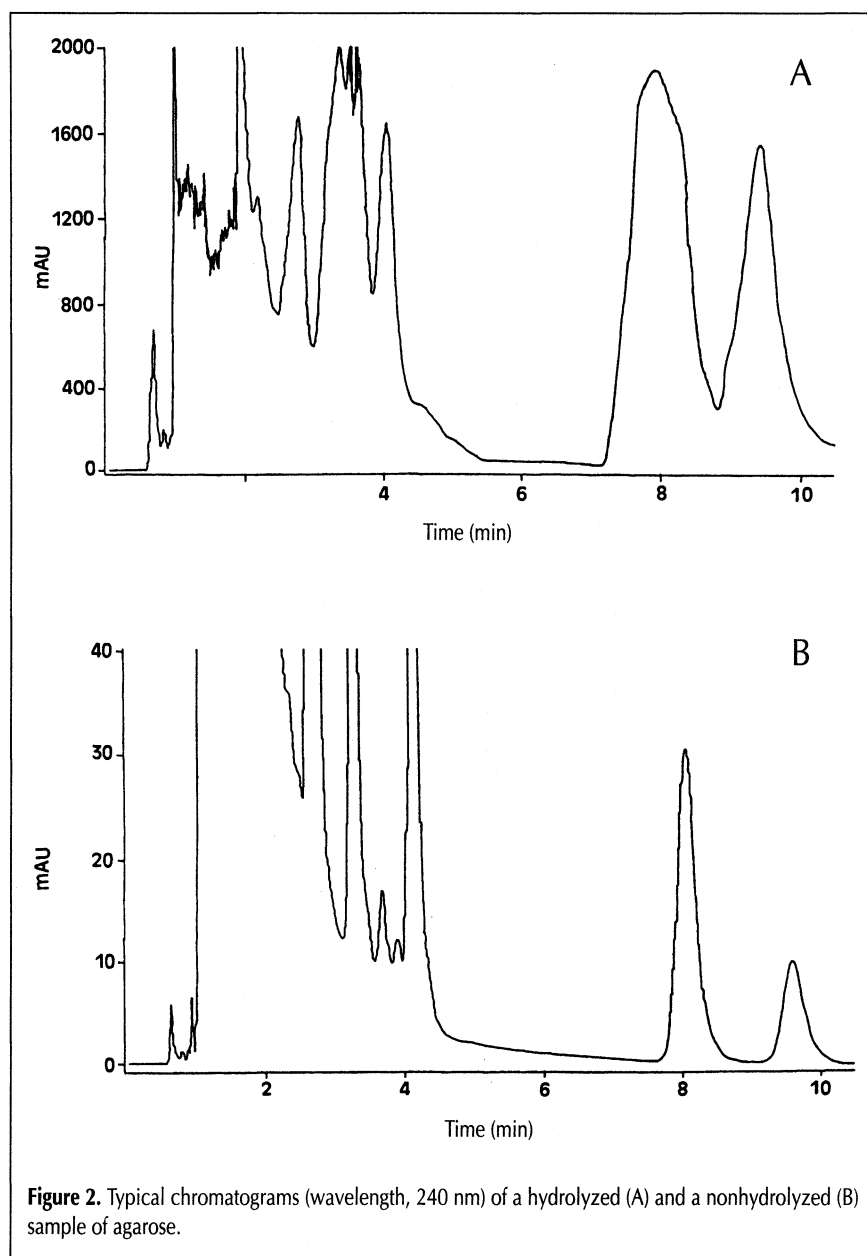 A
2000
1600
1200
800
400
0
mAU
4
6
8
10
Time (min)
B
40
30
20
10
0
mAU
2
4
6
8
10
Time (min)
Figure 2. Typical chromatograms (wavelength, 240 nm) of a hydrolyzed (A) and a nonhydrolyzed (B)
sample of agarose.